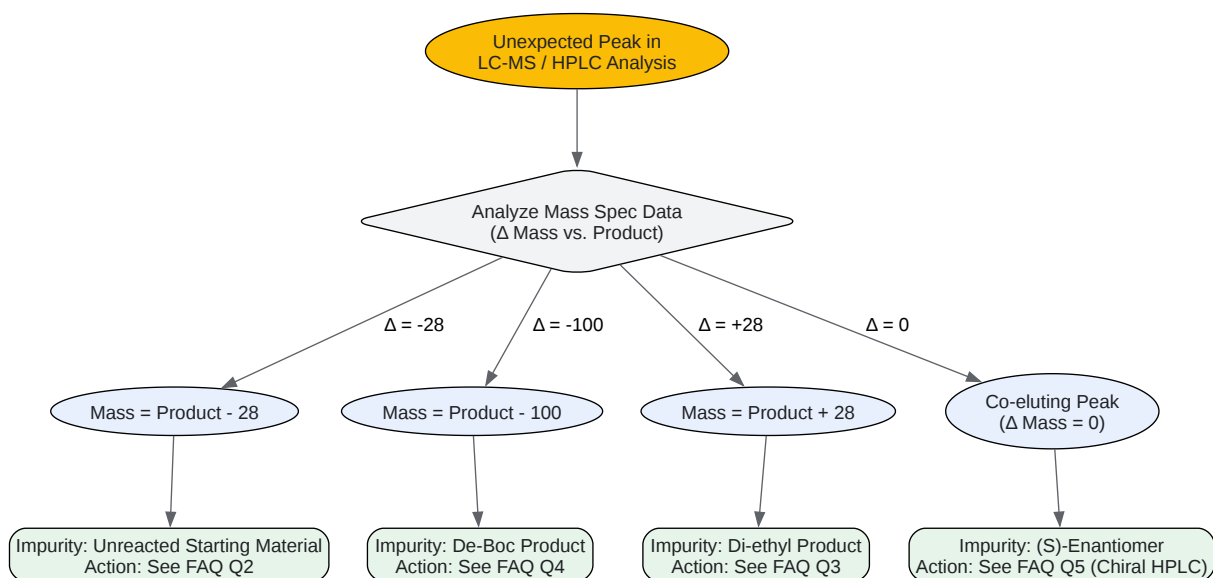 Unexpected Peak in
LC-MS / HPLC Analysis
Analyze Mass Spec Data
(Δ Mass vs. Product)
Δ = -28
Δ = -100
Δ = +28
Δ = 0
Mass = Product - 28
Mass = Product - 100
Mass = Product + 28
Co-eluting Peak
(Δ Mass = 0)
Impurity: Unreacted Starting Material
Action: See FAQ Q2
Impurity: De-Boc Product
Action: See FAQ Q4
Impurity: Di-ethyl Product
Action: See FAQ Q3
Impurity: (S)-Enantiomer
Action: See FAQ Q5 (Chiral HPLC)